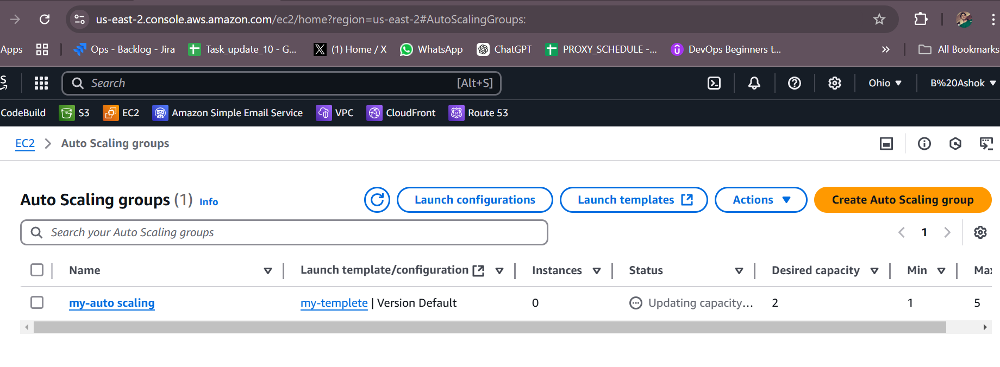 us-east-2.console.aws.amazon.com/ec2/home?region=us-east-2#AutoScalingGroups:
Apps Ops - Backlog - Jira Task_update_10 - G... (1) Home / X WhatsApp ChatGPT PROXY_SCHEDULE -... DevOps Beginners t... » All Bookmarks
Search [Alt+S] Ohio B%20Ashok
CodeBuild S3 EC2 Amazon Simple Email Service VPC CloudFront Route 53
EC2 > Auto Scaling groups
Auto Scaling groups (1) Info Launch configurations Launch templates Actions Create Auto Scaling group
Search your Auto Scaling groups 1
Name Launch template/configuration Instances Status Desired capacity Min Max
my-auto scaling my-templete | Version Default 0 Updating capacity... 2 1 5